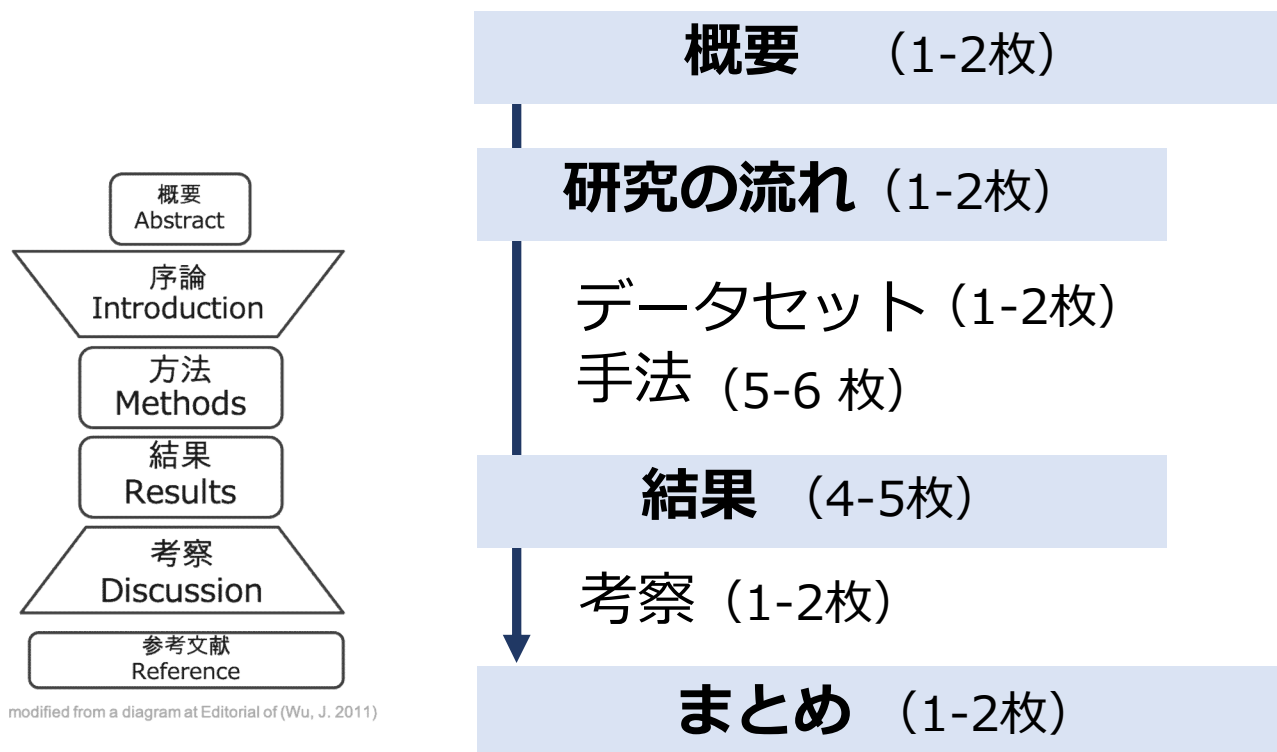 概要
Abstract
序論
Introduction
方法
Methods
結果
Results
考察
Discussion
参考文献
Reference
modified from a diagram at Editorial of (Wu, J. 2011)
概要 （1-2枚）
研究の流れ（1-2枚）
データセット（1-2枚）
手法（5-6 枚）
結果 （4-5枚）
考察（1-2枚）
まとめ （1-2枚）